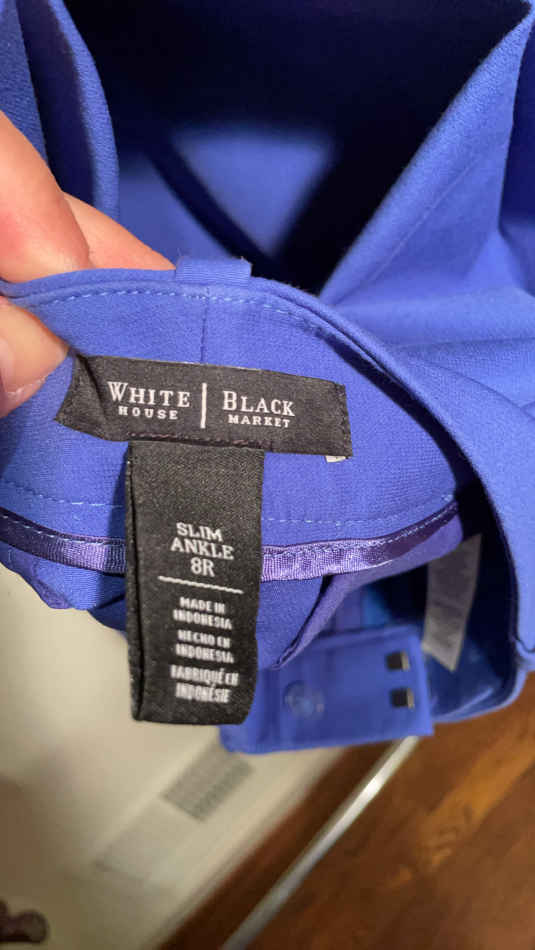 WHITE | BLACK
HOUSE MARKET
SLIM
ANKLE
8R
MADE IN
INDONESIA
HECHO EN
INDONESIA
FABRIQUÉ EN
INDONÉSIE